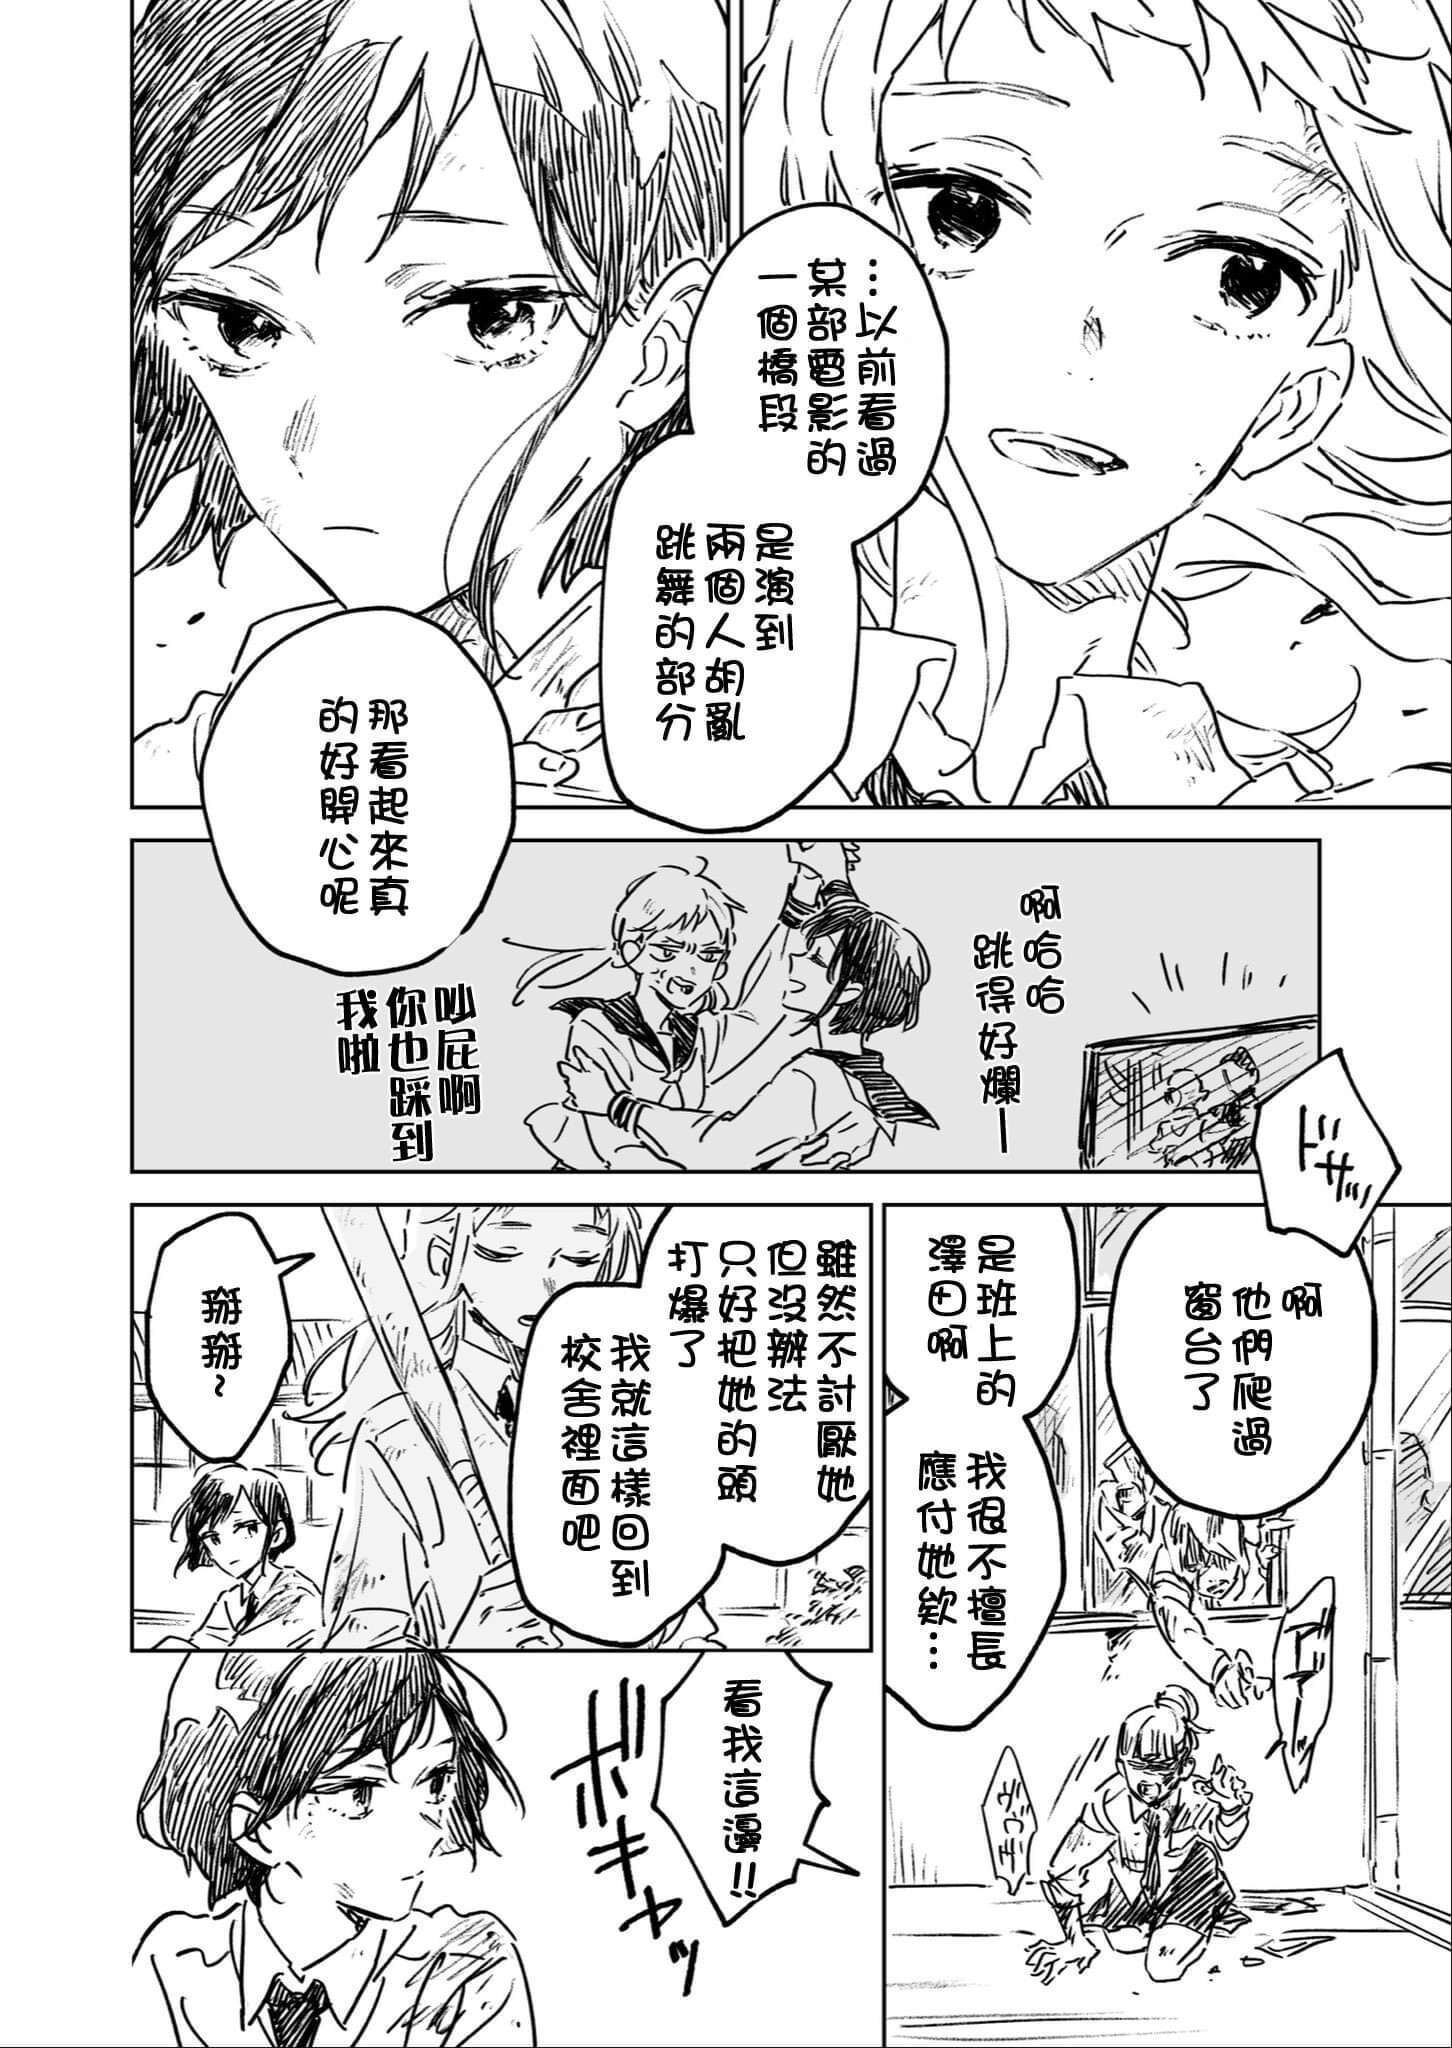 …以前看過
某部電影的
一個橋段
是演到
兩個人胡亂
跳舞的部分
那看起來真
的好開心呢
啊哈哈
跳得好爛ー
吵屁啊
你也踩到
我啦
ドサッ
啊
他們爬過
窗台了
是班上的
澤田啊
我很不擅長
應付她欸…
雖然不討厭她
但沒辦法
只好把她的頭
打爆了
我就這樣回到
校舍裡面吧
掰掰~
看我這邊!!
ボキャッ